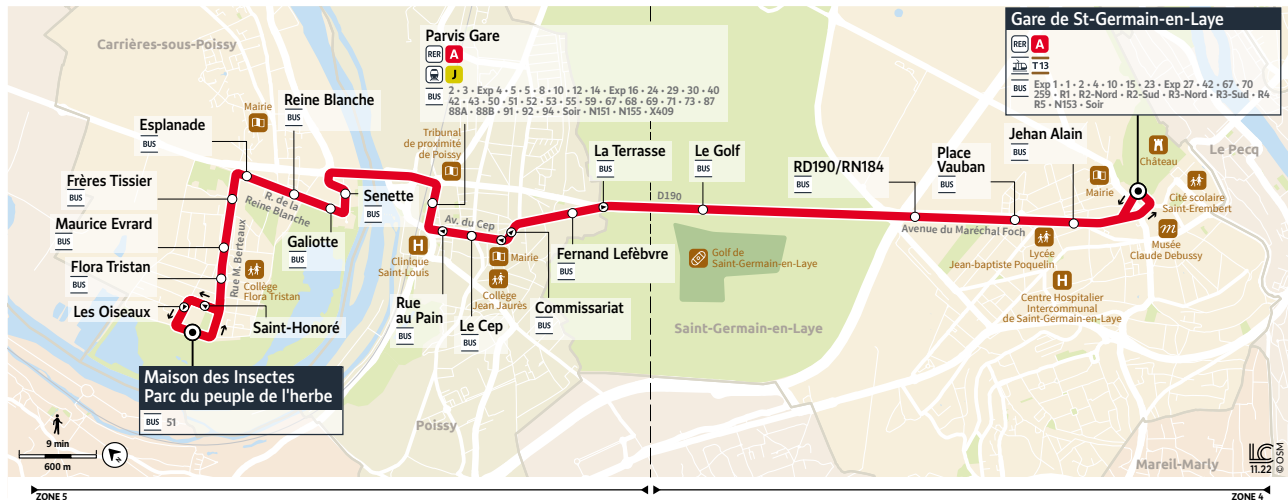 Carrières-sous-Poissy
Mairie
Reine Blanche
BUS
Esplanade
BUS
Frères Tissier
BUS
Maurice Evrard
BUS
Flora Tristan
BUS
Les Oiseaux
Saint-Honoré
BUS
Collège
Flora Tristan
Rue M. Berteaux
R. de la
Reine Blanche
Galiotte
BUS
Senette
BUS
Maison des Insectes
Parc du peuple de l'herbe
BUS 51
Parvis Gare
RER A
J
BUS
2 • 3 • Exp 4 • 5 • 5 • 8 • 10 • 12 • 14 • Exp 16 • 24 • 29 • 30 • 40
42 • 43 • 50 • 51 • 52 • 53 • 55 • 59 • 67 • 68 • 69 • 71 • 73 • 87
88A • 88B • 91 • 92 • 94 • Soir • N151 • N155 • X409
Tribunal
de proximité
de Poissy
H
Clinique
Saint-Louis
Av. du Cep
Rue
au Pain
BUS
Le Cep
BUS
Mairie
Collège
Jean Jaurès
Commissariat
BUS
Fernand Lefèbvre
BUS
La Terrasse
BUS
D190
Le Golf
BUS
Golf de
Saint-Germain-en-Laye
Saint-Germain-en-Laye
Poissy
RD190/RN184
BUS
Place
Vauban
BUS
Jehan Alain
BUS
Avenue du Maréchal Foch
Lycée
Jean-baptiste Poquelin
H
Centre Hospitalier
Intercommunal
de Saint-Germain-en-Laye
Mairie
Gare de St-Germain-en-Laye
RER A
T13
BUS
Exp 1 • 1 • 2 • 4 • 10 • 15 • 23 • Exp 27 • 42 • 67 • 70
259 • R1 • R2-Nord • R2-Sud • R3-Nord • R3-Sud • R4
R5 • N153 • Soir
Château
Le Pecq
Cité scolaire
Saint-Erembert
Musée
Claude Debussy
Mareil-Marly
9 min
600 m
LC
11.22
© OSM
ZONE 5
ZONE 4